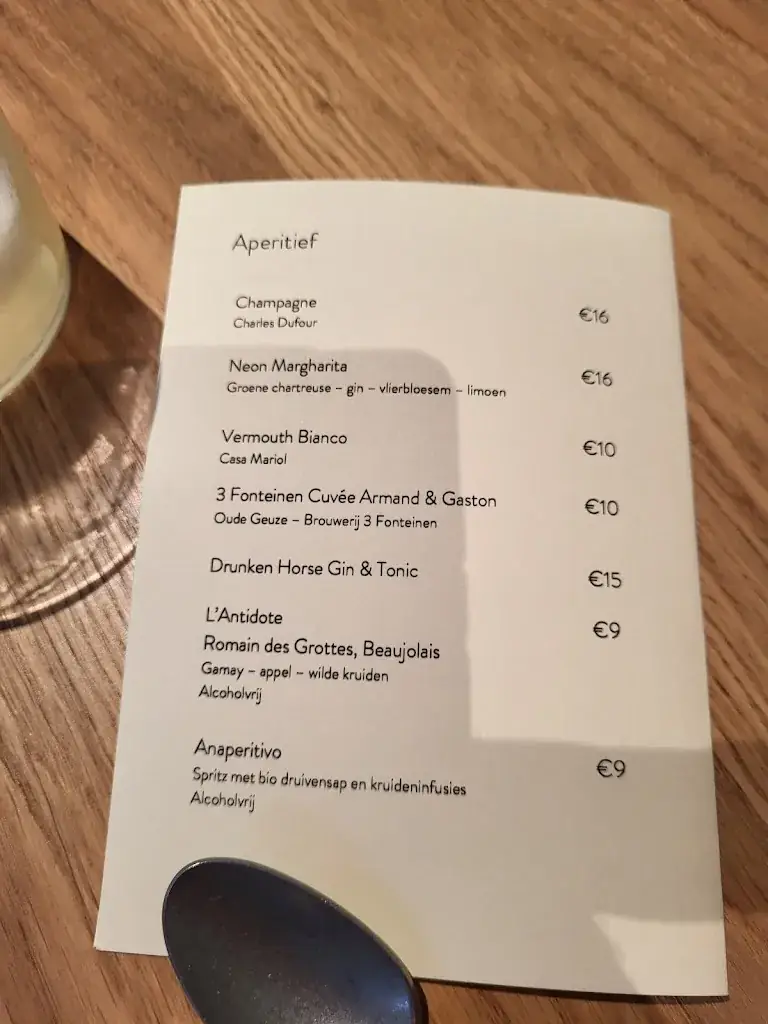 Aperitief
Champagne €16
Charles Dufour
Neon Margharita €16
Groene chartreuse – gin – vlierbloesem – limoen
Vermouth Bianco €10
Casa Mariol
3 Fonteinen Cuvée Armand & Gaston €10
Oude Geuze – Brouwerij 3 Fonteinen
Drunken Horse Gin & Tonic €15
L'Antidote €9
Romain des Grottes, Beaujolais
Gamay – appel – wilde kruiden
Alcoholvrij
Anaperitivo €9
Spritz met bio druivensap en kruideninfusies
Alcoholvrij